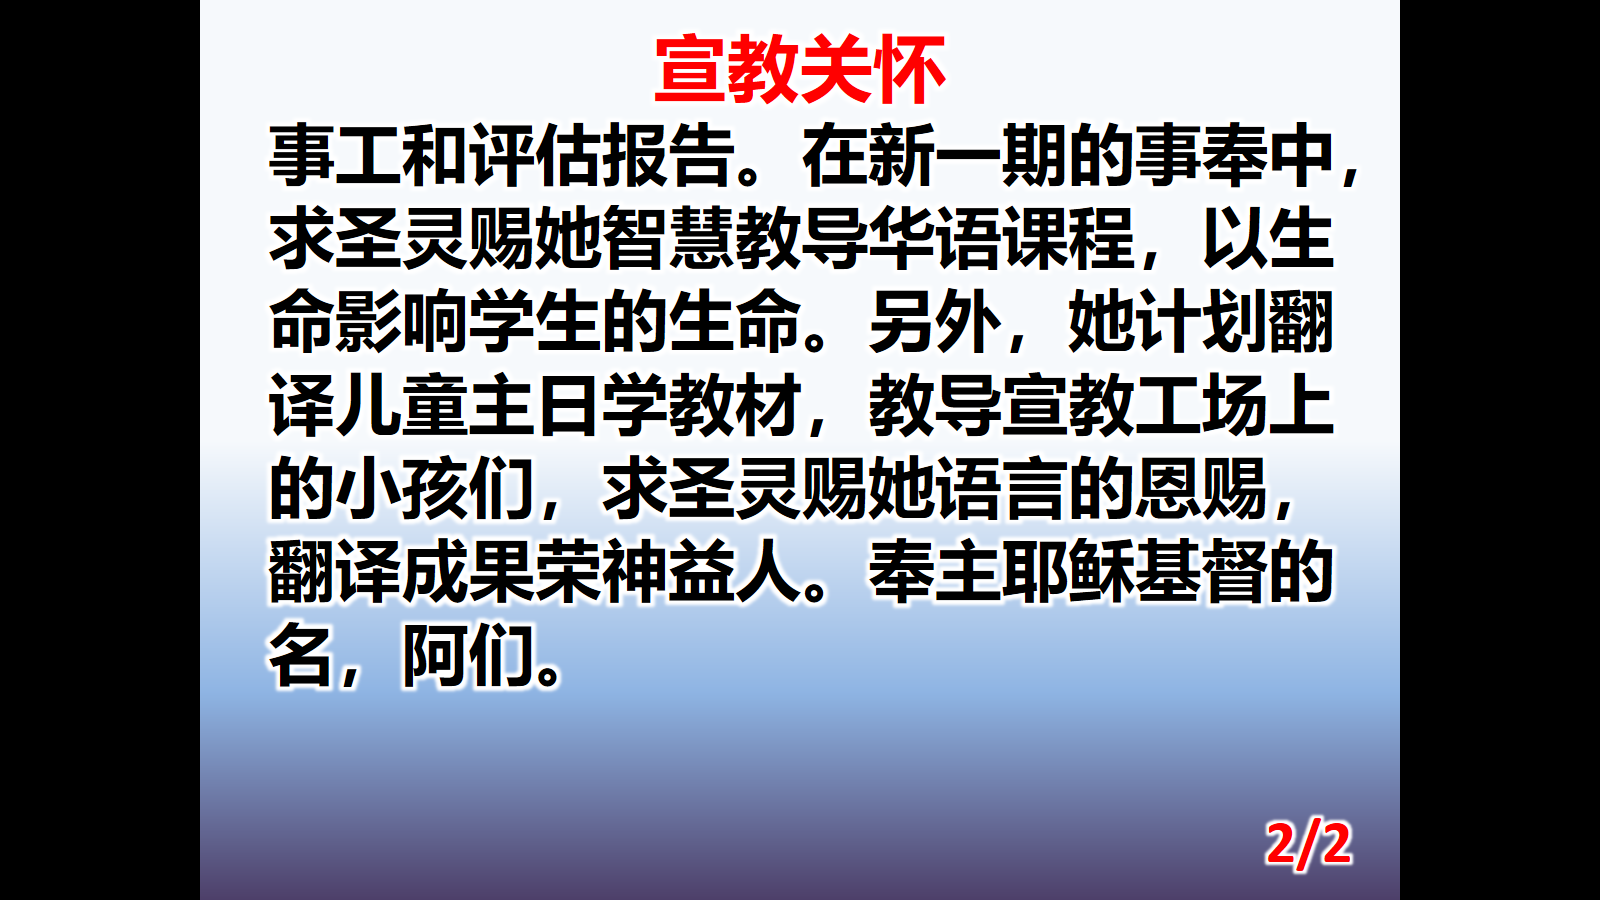 宣教关怀
事工和评估报告。在新一期的事奉中，
求圣灵赐她智慧教导华语课程，以生
命影响学生的生命。另外，她计划翻
译儿童主日学教材，教导宣教工场上
的小孩们，求圣灵赐她语言的恩赐，
翻译成果荣神益人。奉主耶稣基督的
名，阿们。
2/2